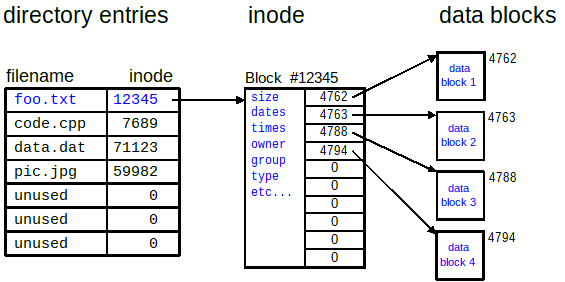 directory entries
inode
data blocks
filename inode
foo.txt 12345
code.cpp 7689
data.dat 71123
pic.jpg 59982
unused 0
unused 0
unused 0
Block #12345
size
dates
times
owner
group
type
etc...
4762
4763
4788
4794
0
0
0
0
0
0
data
block 1
4762
data
block 2
4763
data
block 3
4788
data
block 4
4794